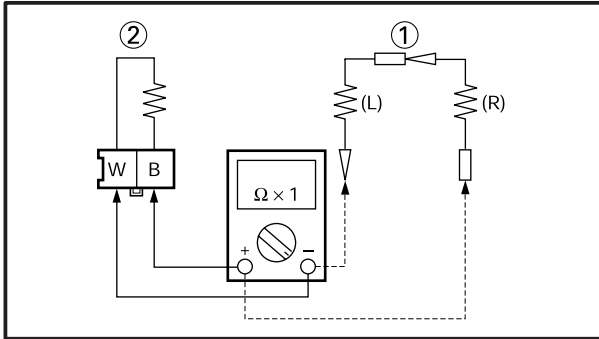 ② ①
(L) (R)
W B
Ω × 1
+ −